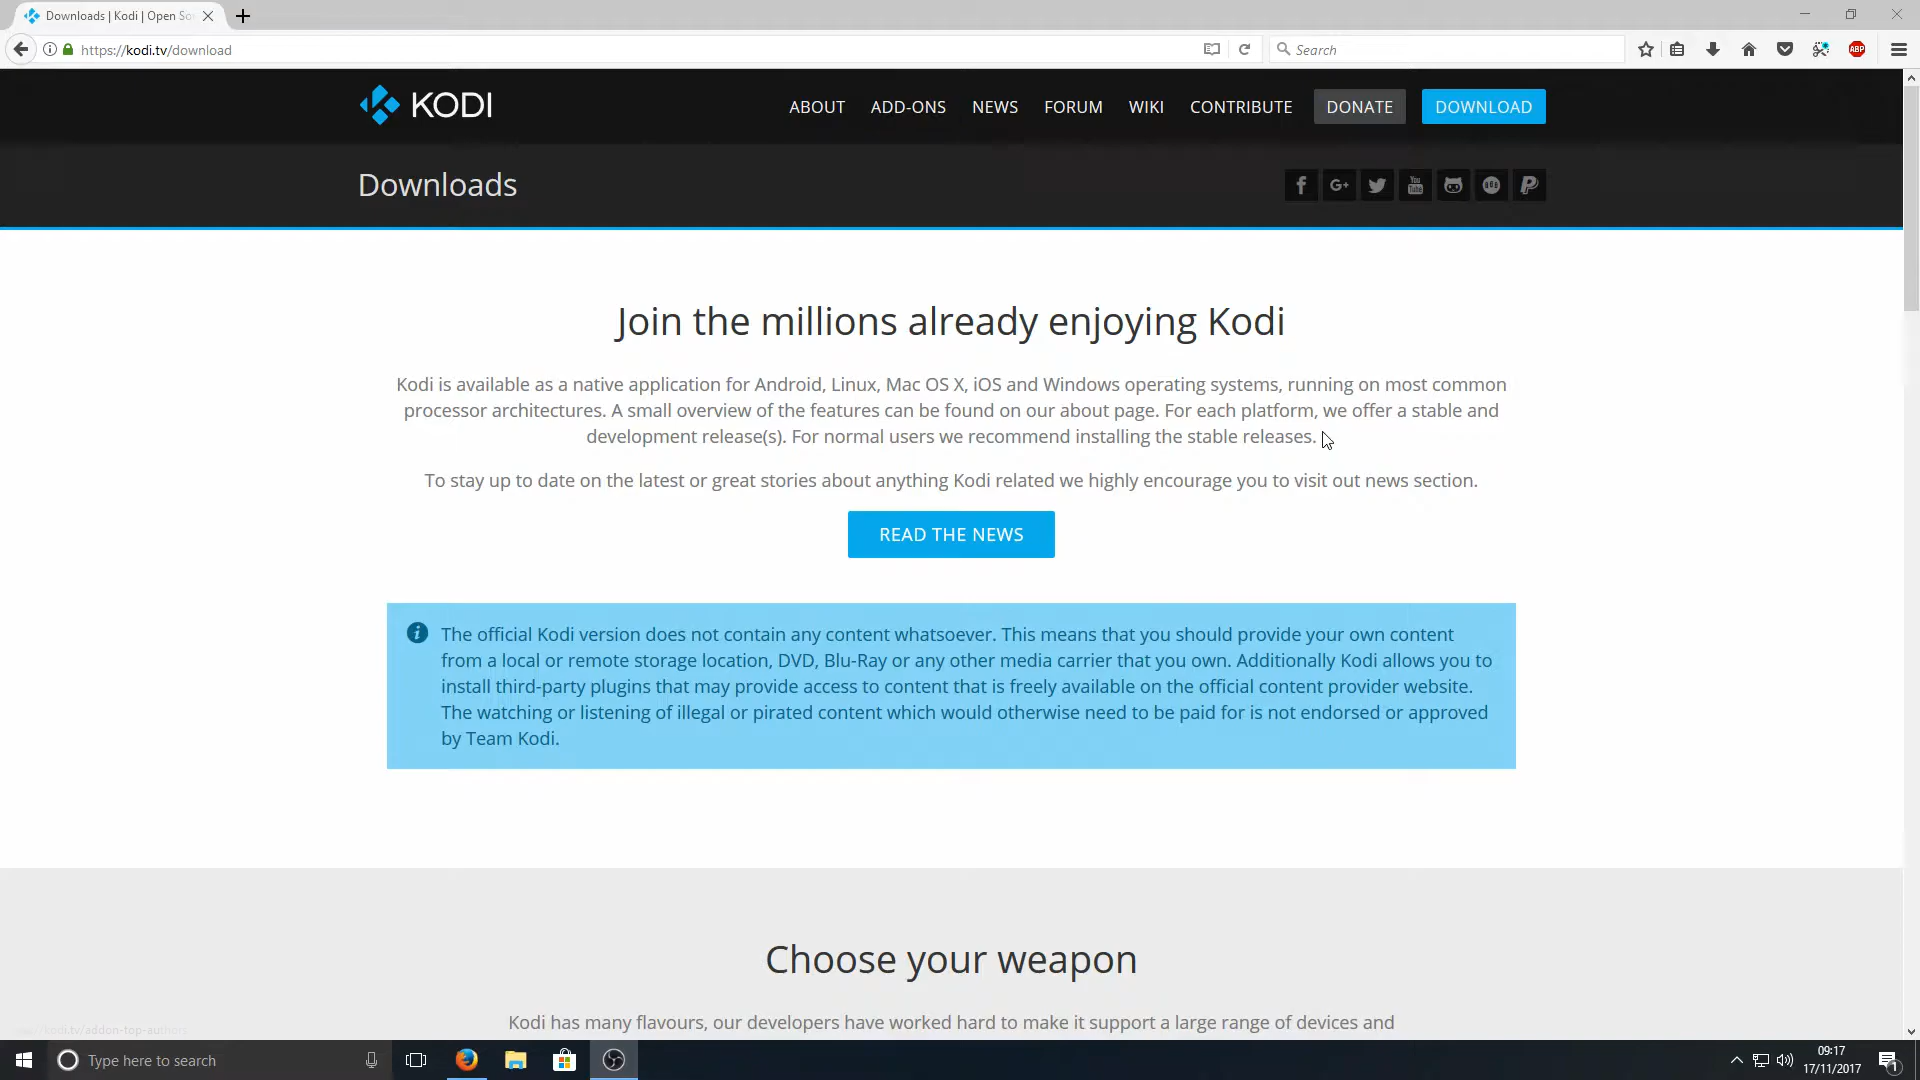 Downloads | Kodi | Open So
https://kodi.tv/download
Search
ABP
KODI
ABOUT
ADD-ONS
NEWS
FORUM
WIKI
CONTRIBUTE
DONATE
DOWNLOAD
Downloads
Join the millions already enjoying Kodi
Kodi is available as a native application for Android, Linux, Mac OS X, iOS and Windows operating systems, running on most common
processor architectures. A small overview of the features can be found on our about page. For each platform, we offer a stable and
development release(s). For normal users we recommend installing the stable releases.
To stay up to date on the latest or great stories about anything Kodi related we highly encourage you to visit out news section.
READ THE NEWS
The official Kodi version does not contain any content whatsoever. This means that you should provide your own content
from a local or remote storage location, DVD, Blu-Ray or any other media carrier that you own. Additionally Kodi allows you to
install third-party plugins that may provide access to content that is freely available on the official content provider website.
The watching or listening of illegal or pirated content which would otherwise need to be paid for is not endorsed or approved
by Team Kodi.
Choose your weapon
Kodi has many flavours, our developers have worked hard to make it support a large range of devices and
kodi.tv/addon-top-authors
Type here to search
09:17
17/11/2017
1